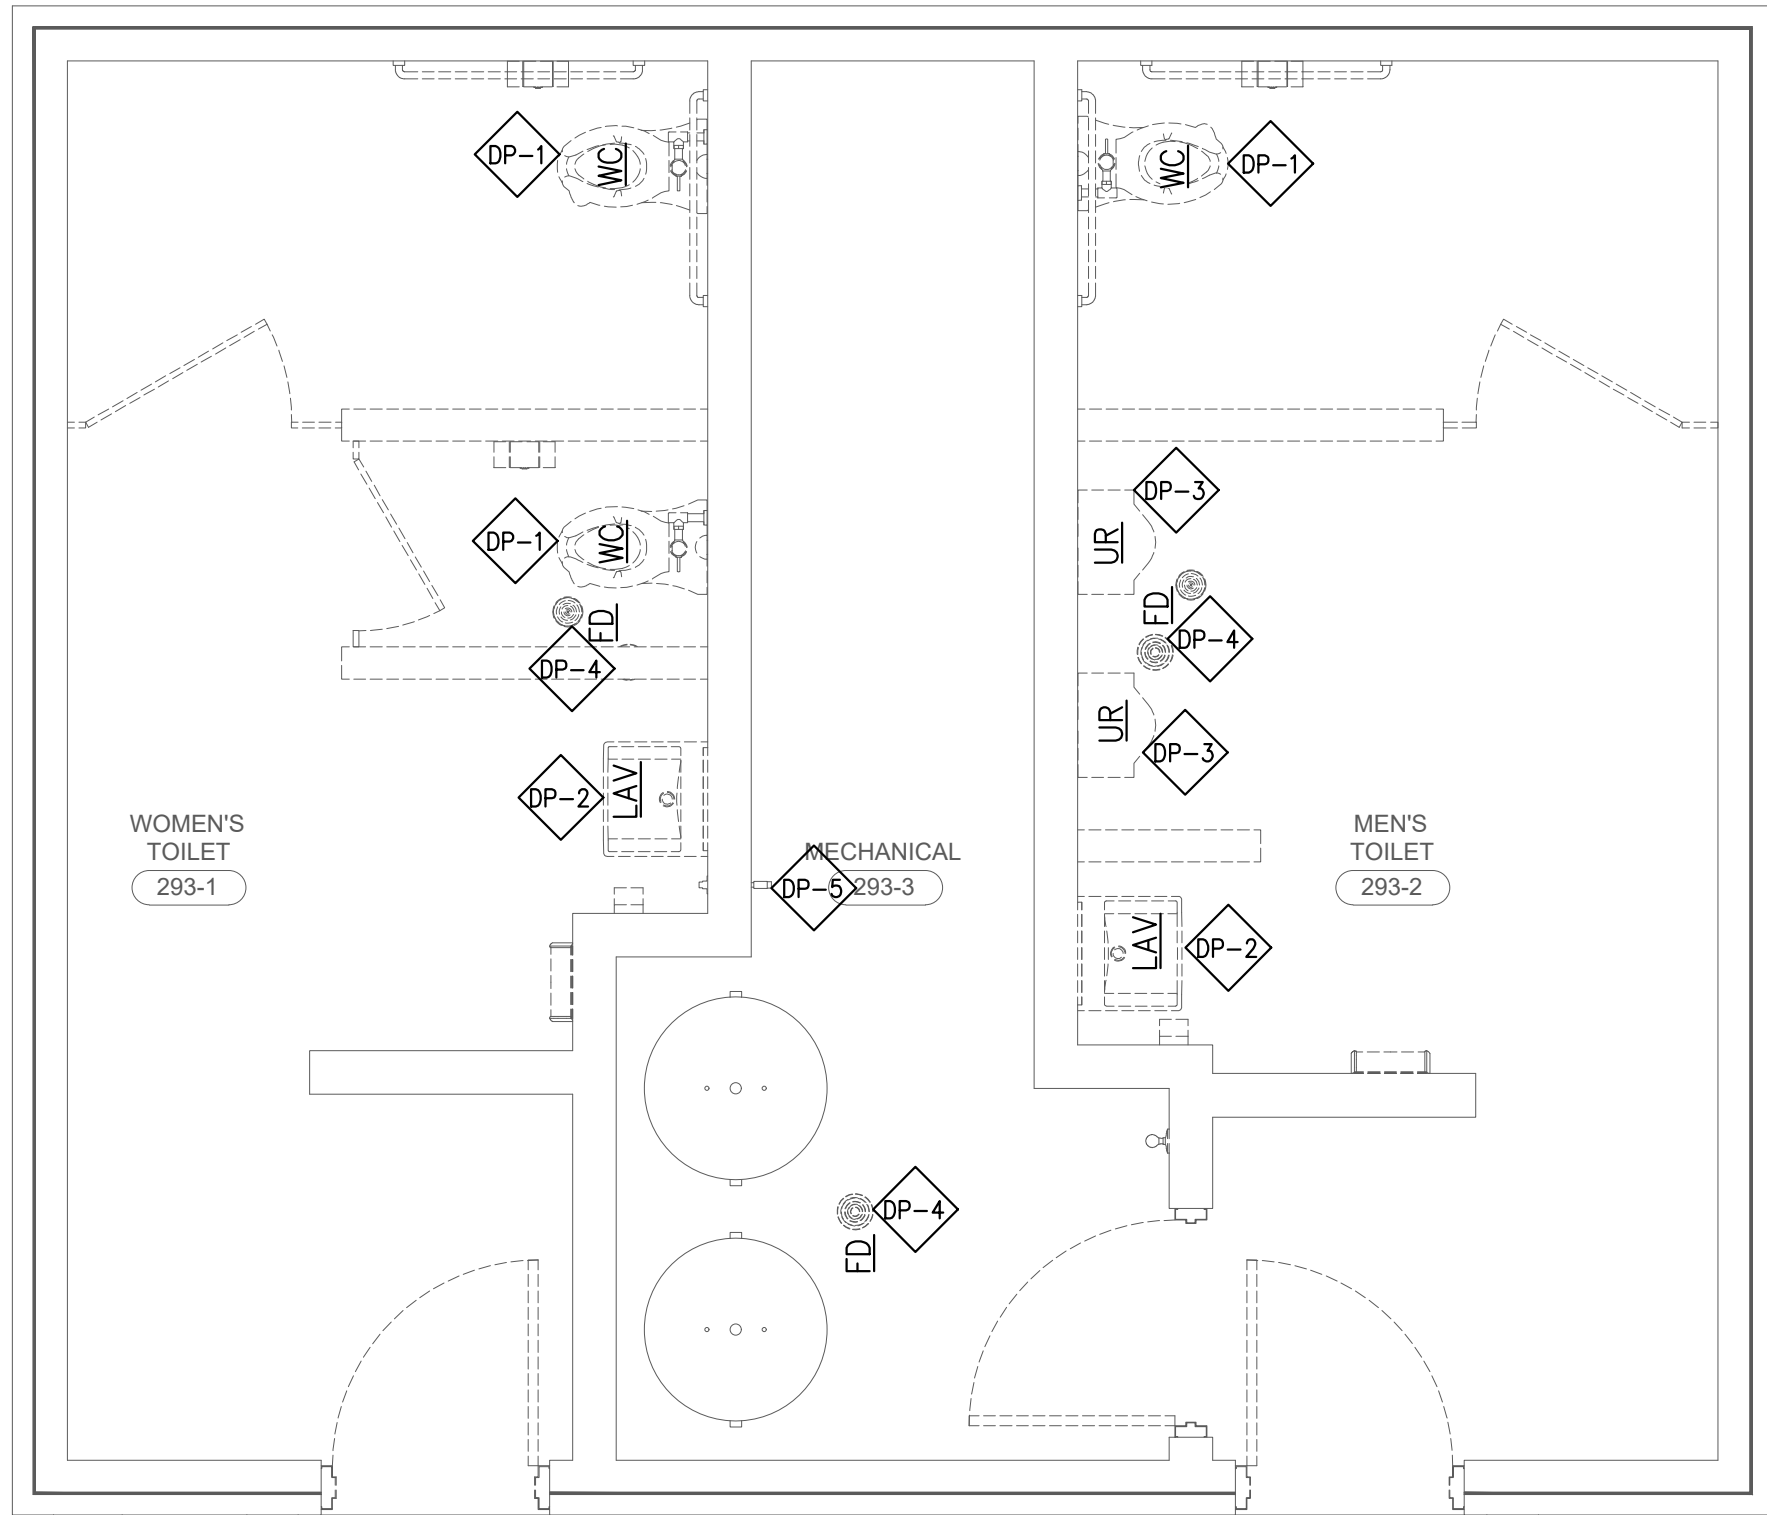 DP-1
WC
WC
DP-1
DP-1
WC
DP-3
UR
FD
FD
DP-4
DP-4
UR
DP-3
DP-2
LAV
WOMEN'S
TOILET
293-1
MECHANICAL
DP-5
293-3
MEN'S
TOILET
293-2
LAV
DP-2
DP-4
FD